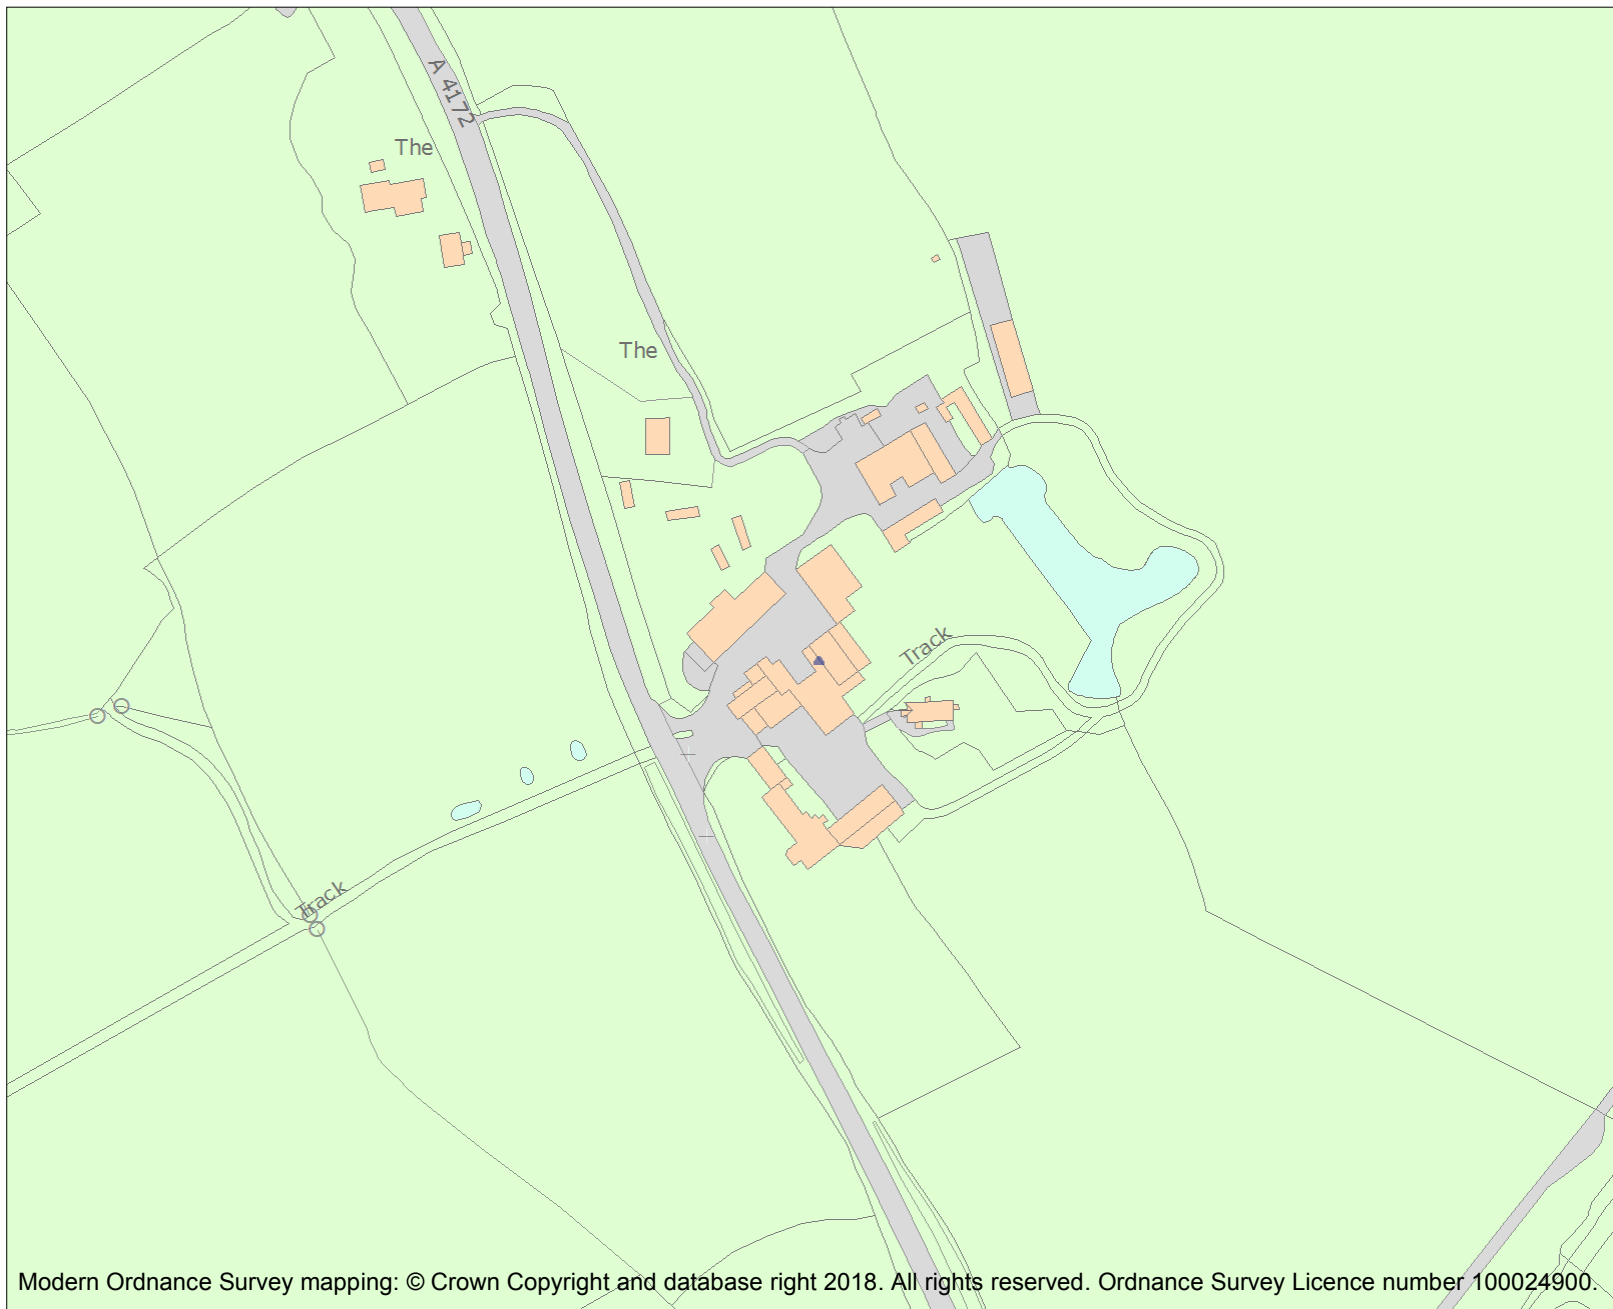 A 4172
The
The
Track
Track
Modern Ordnance Survey mapping: © Crown Copyright and database right 2018. All rights reserved. Ordnance Survey Licence number 100024900.